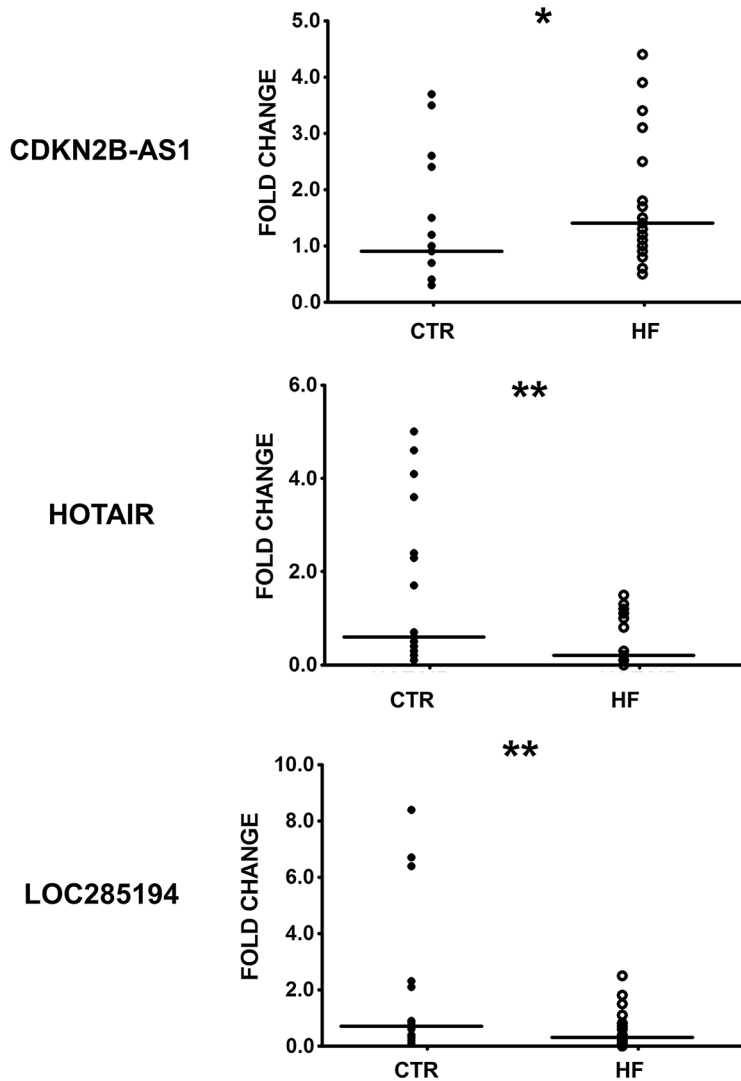 *
CDKN2B-AS1
FOLD CHANGE
5.0
4.0
3.0
2.0
1.0
0.0
CTR HF
**
HOTAIR
FOLD CHANGE
6.0
4.0
2.0
0.0
CTR HF
**
LOC285194
FOLD CHANGE
10.0
8.0
6.0
4.0
2.0
0.0
CTR HF